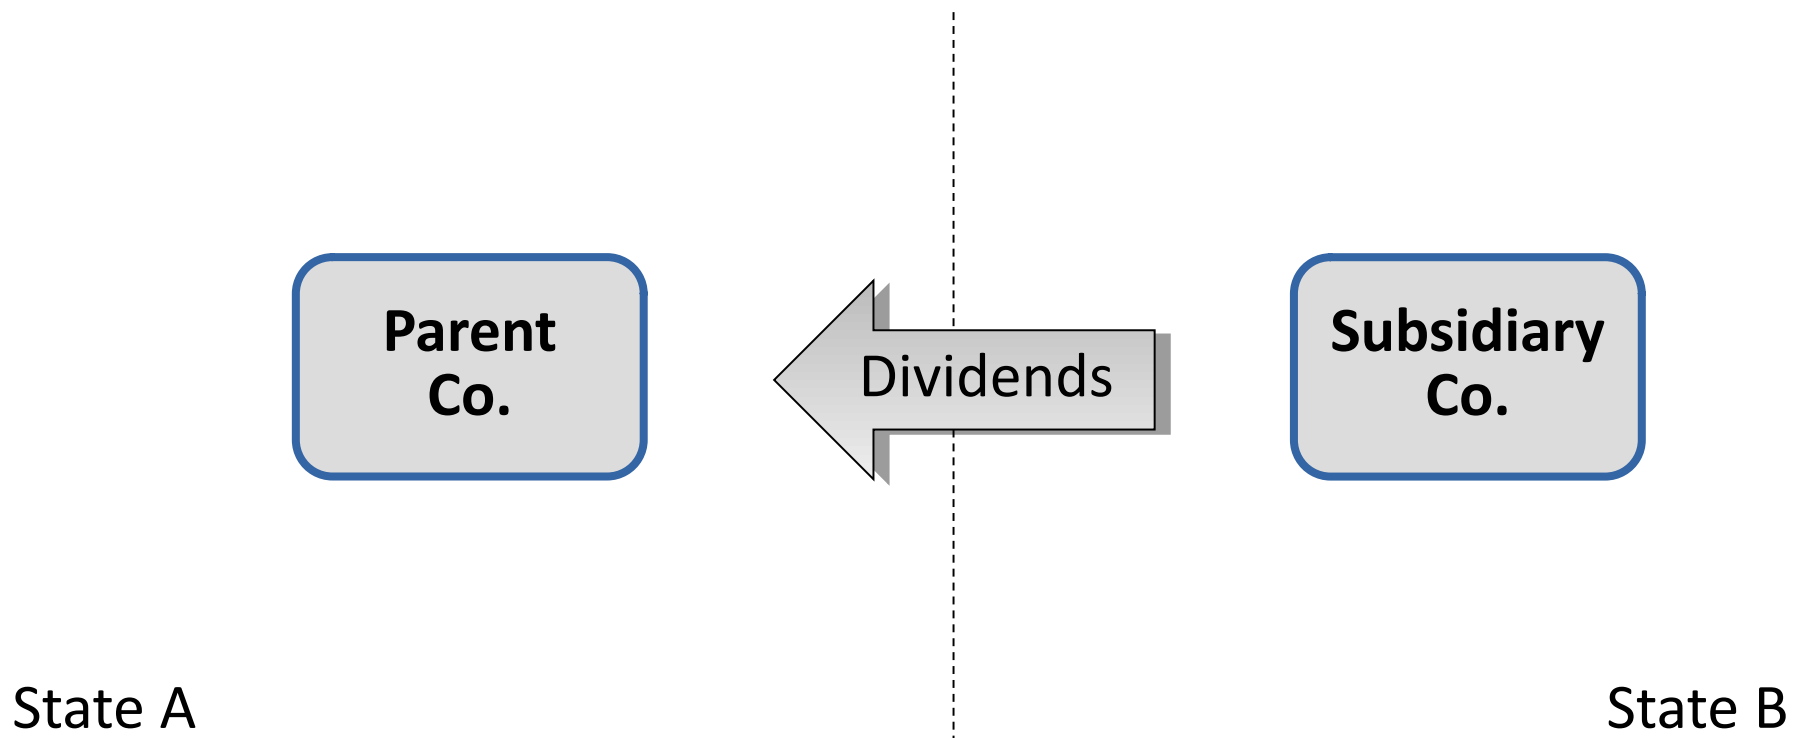 Parent
Co.
Dividends
Subsidiary
Co.
State A
State B